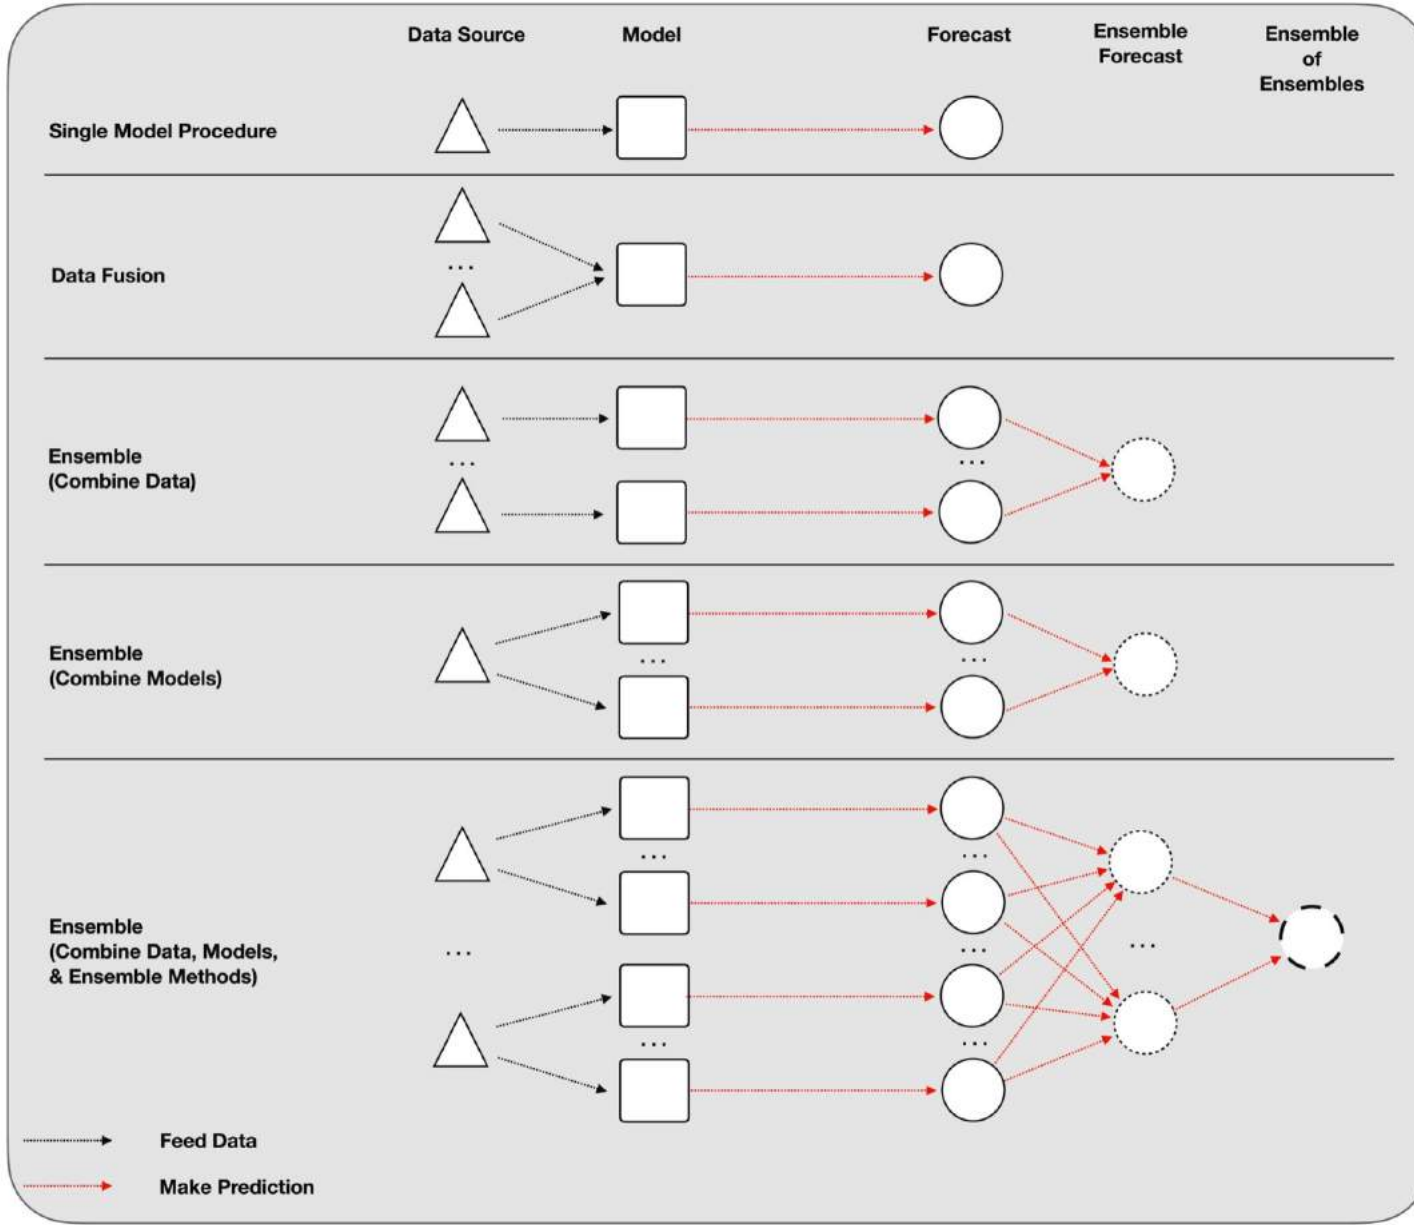 Data Source
Model
Forecast
Ensemble
Forecast
Ensemble
of
Ensembles
Single Model Procedure
Data Fusion
...
Ensemble
(Combine Data)
...
...
Ensemble
(Combine Models)
...
...
Ensemble
(Combine Data, Models,
& Ensemble Methods)
...
...
...
...
...
...
...
...
Feed Data
Make Prediction